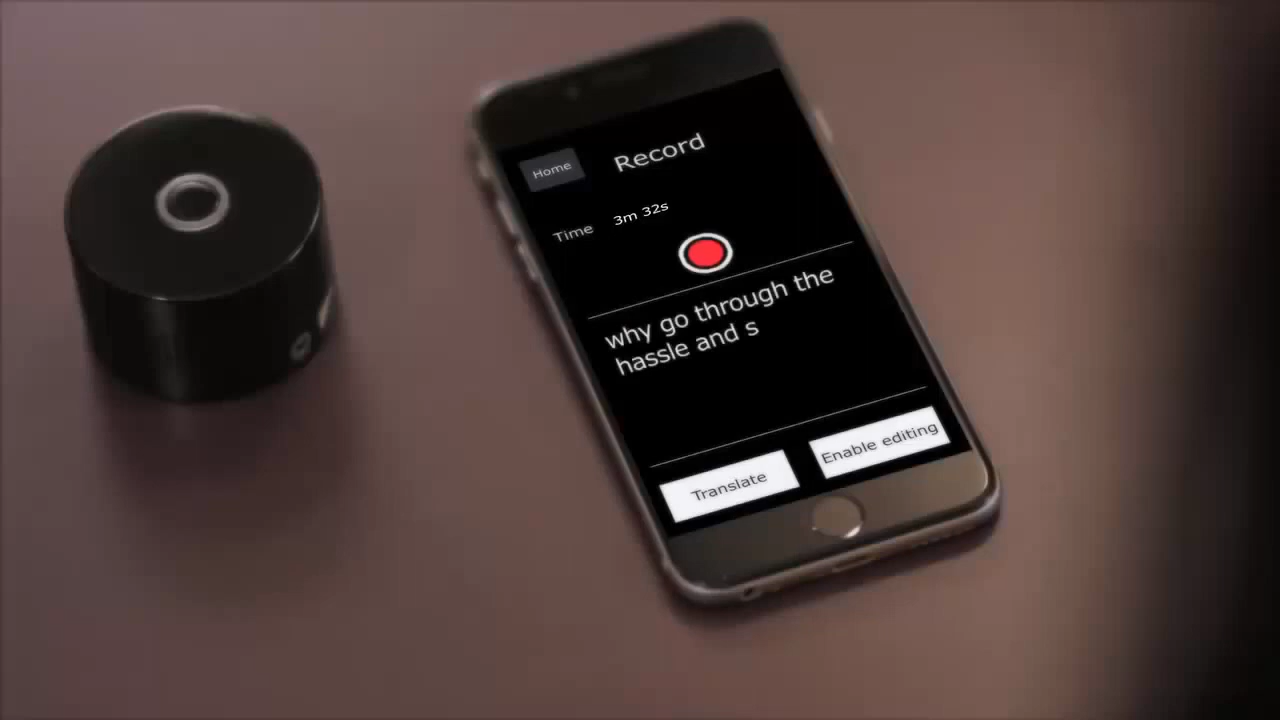 Home
Record
Time
3m 32s
why go through the
hassle and s
Translate
Enable editing